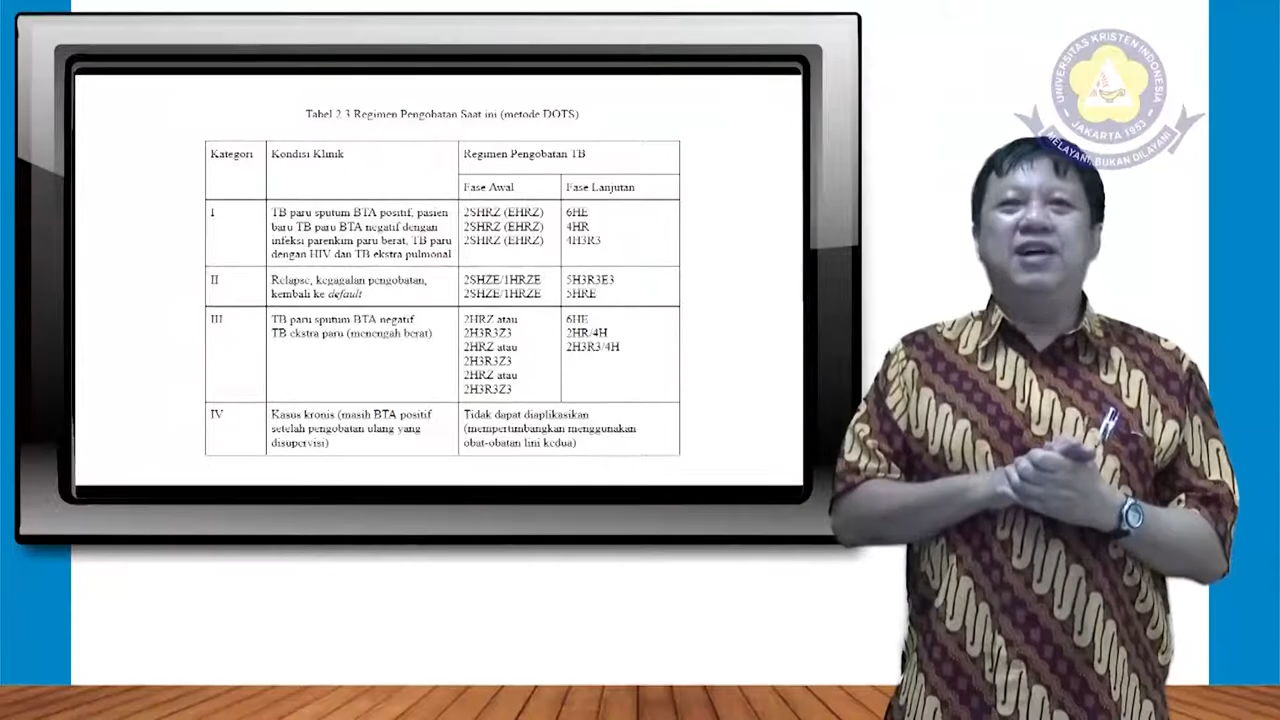 UNIVERSITAS KRISTEN INDONESIA
JAKARTA 1953
MELAYANI, BUKAN DILAYANI
Tabel 2.3 Regimen Pengobatan Saat ini (metode DOTS)
Kategori Kondisi Klinik Regimen Pengobatan TB
Fase Awal Fase Lanjutan
I TB paru sputum BTA positif, pasien 2SHRZ (EHRZ) 6HE
baru TB paru BTA negatif dengan 2SHRZ (EHRZ) 4HR
infeksi parenkim paru berat, TB paru 2SHRZ (EHRZ) 4H3R3
dengan HIV dan TB ekstra pulmonal
II Relapse, kegagalan pengobatan, 2SHZE/1HRZE 5H3R3E3
kembali ke default 2SHZE/1HRZE 5HRE
III TB paru sputum BTA negatif 2HRZ atau 6HE
TB ekstra paru (menengah berat) 2H3R3Z3 2HR/4H
2HRZ atau 2H3R3/4H
2H3R3Z3
2HRZ atau
2H3R3Z3
IV Kasus kronis (masih BTA positif Tidak dapat diaplikasikan
setelah pengobatan ulang yang (mempertimbangkan menggunakan
disupervisi) obat-obatan lini kedua)